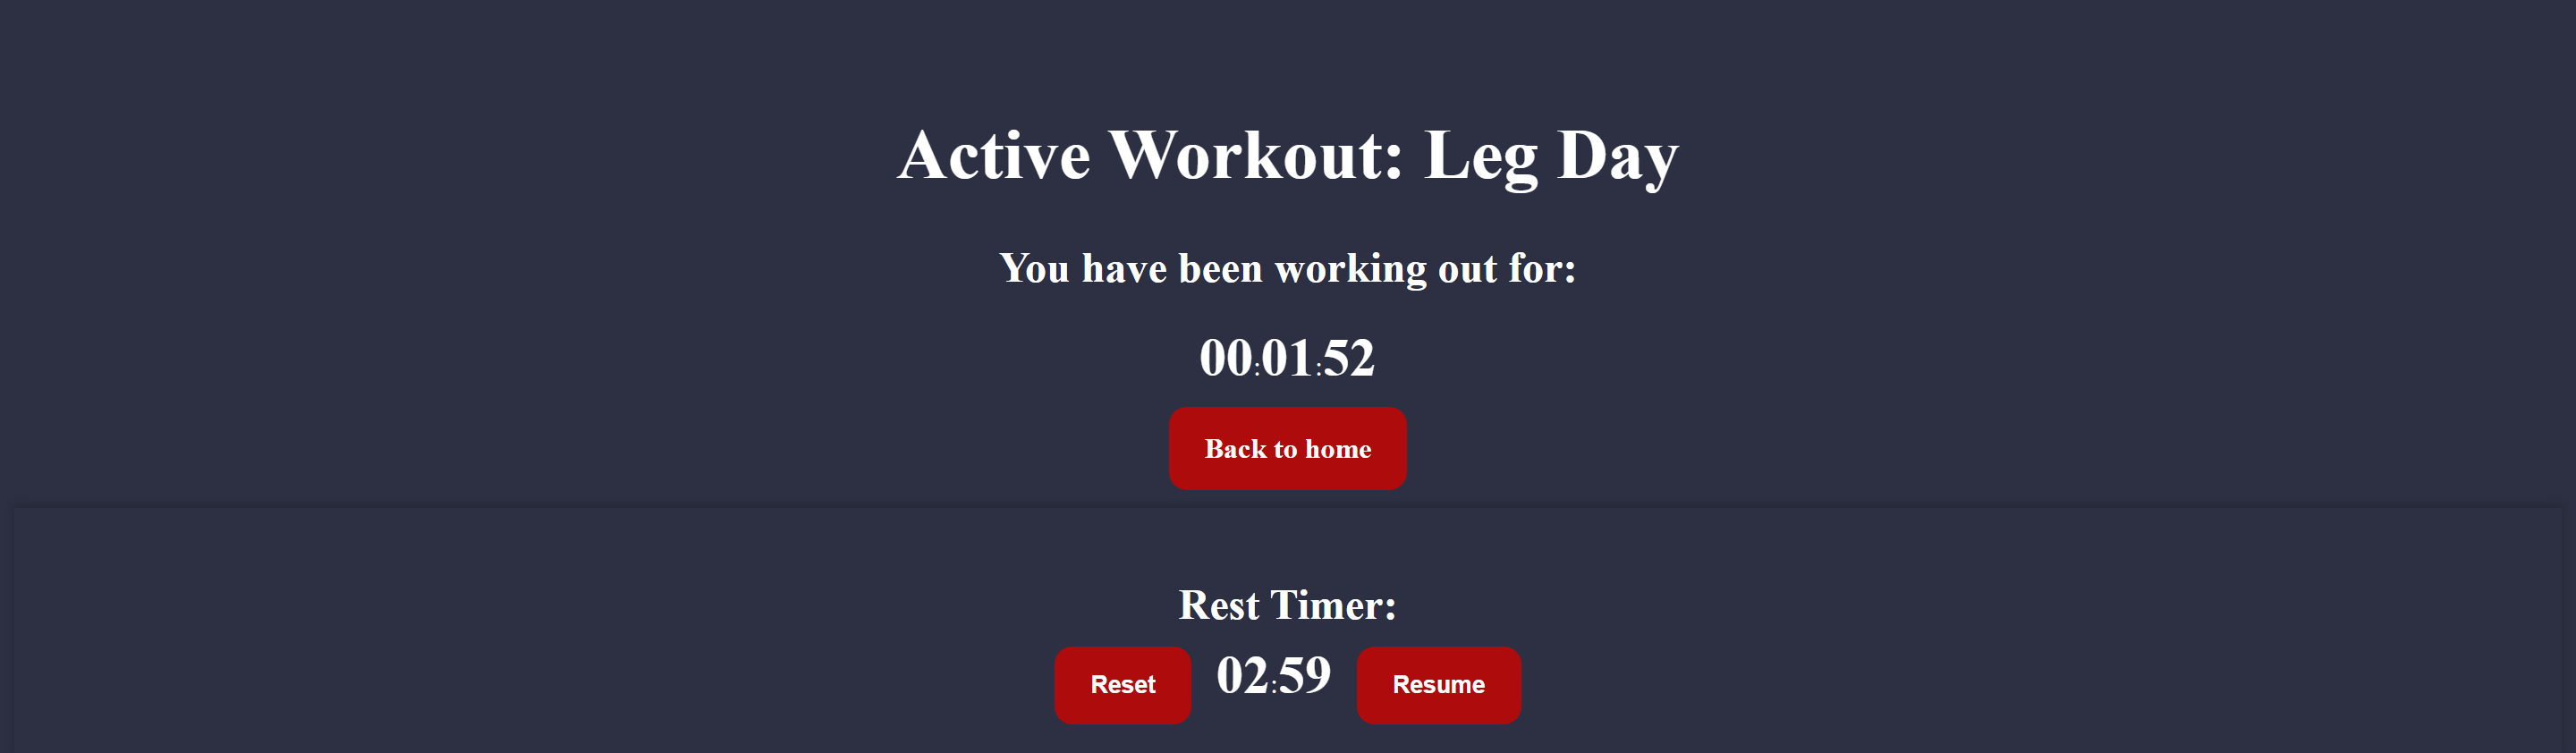 Active Workout: Leg Day
You have been working out for:
00:01:52
Back to home
Rest Timer:
Reset 02:59 Resume